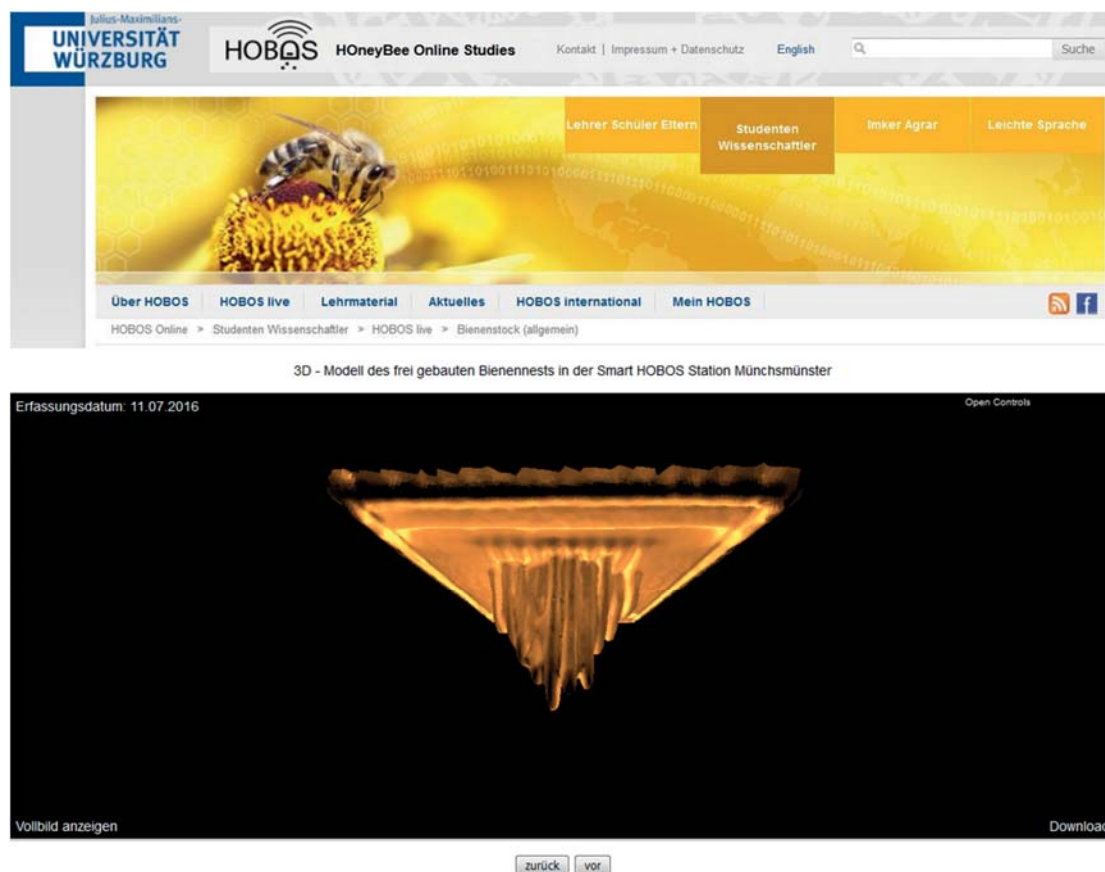 Julius-Maximilians-
UNIVERSITÄT
WÜRZBURG
HOBOS
HOneyBee Online Studies
Kontakt | Impressum + Datenschutz
English
Suche
Lehrer Schüler Eltern
Studenten
Wissenschaftler
Imker Agrar
Leichte Sprache
Über HOBOS
HOBOS live
Lehrmaterial
Aktuelles
HOBOS international
Mein HOBOS
HOBOS Online > Studenten Wissenschaftler > HOBOS live > Bienenstock (allgemein)
3D - Modell des frei gebauten Bienennests in der Smart HOBOS Station Münchsmünster
Erfassungsdatum: 11.07.2016
Open Controls
Vollbild anzeigen
Download
zurück
vor